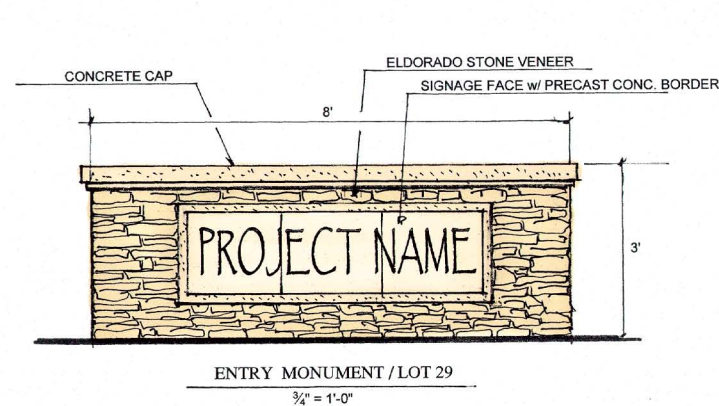 ELDORADO STONE VENEER
CONCRETE CAP
SIGNAGE FACE w/ PRECAST CONC. BORDER
8'
PROJECT NAME
3'
ENTRY MONUMENT / LOT 29
¾" = 1'-0"